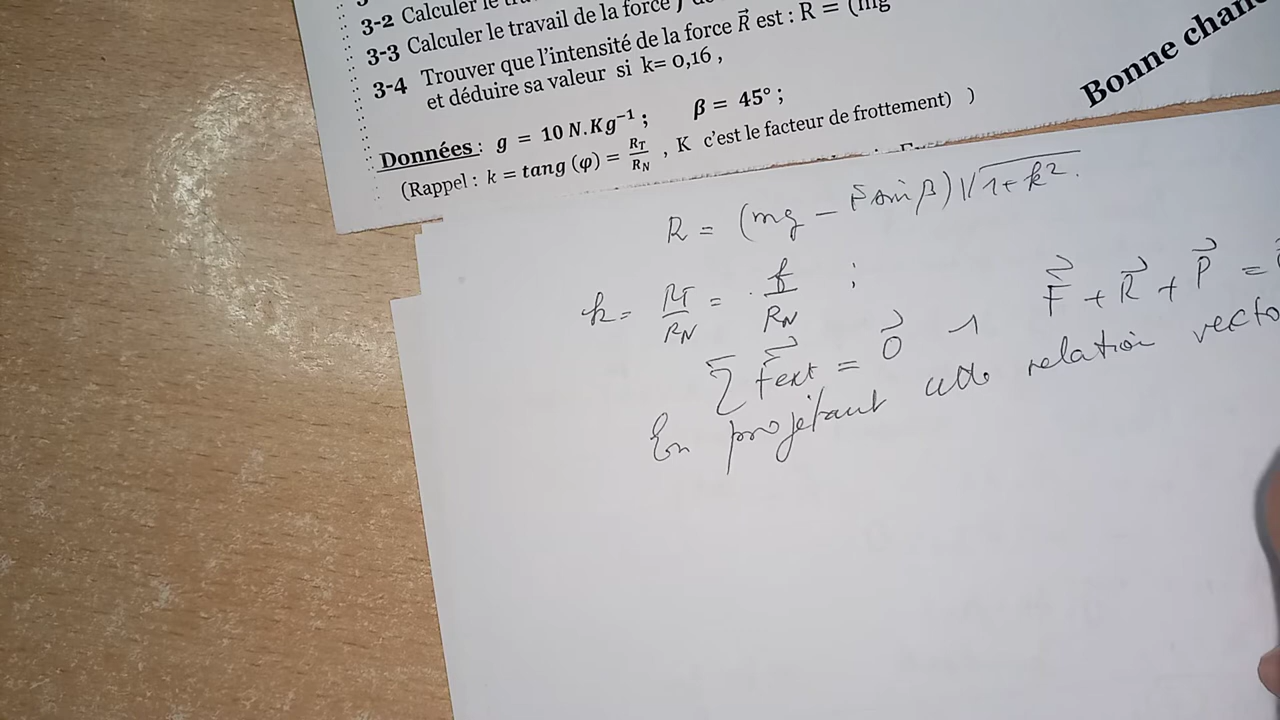 3-2 Calculer le
3-3 Calculer le travail de la force
3-4 Trouver que l'intensité de la force R⃗ est : R = (mg
et déduire sa valeur si k= 0,16 ,
Bonne chan
Données : g = 10 N.Kg⁻¹ ; β = 45° ;
(Rappel : k = tang (φ) = R_T/R_N , K c'est le facteur de frottement) )
R = (mg - F sin β) √1+k².
k = R_T/R_N = f/R_N ;
Σ F⃗ext = 0⃗ F⃗ + R⃗ + P⃗ =
En projetant cette relation vecto